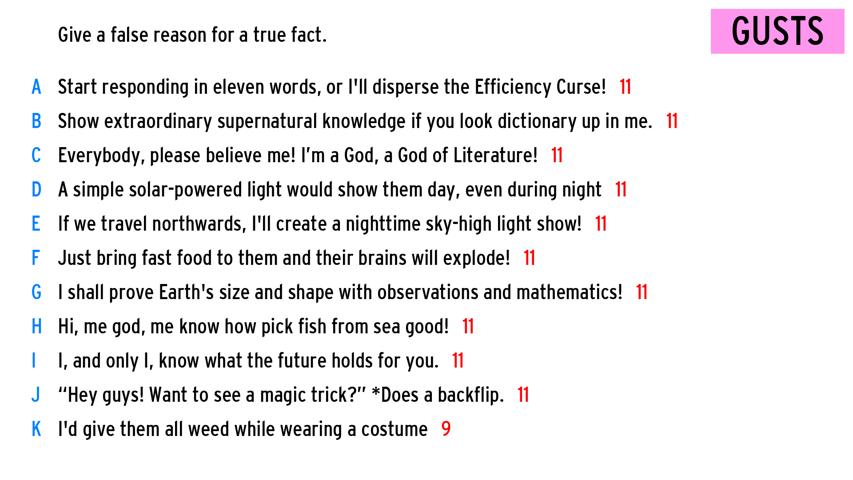 Give a false reason for a true fact.
GUSTS
A Start responding in eleven words, or I'll disperse the Efficiency Curse! 11
B Show extraordinary supernatural knowledge if you look dictionary up in me. 11
C Everybody, please believe me! I'm a God, a God of Literature! 11
D A simple solar-powered light would show them day, even during night 11
E If we travel northwards, I'll create a nighttime sky-high light show! 11
F Just bring fast food to them and their brains will explode! 11
G I shall prove Earth's size and shape with observations and mathematics! 11
H Hi, me god, me know how pick fish from sea good! 11
I I, and only I, know what the future holds for you. 11
J “Hey guys! Want to see a magic trick?” *Does a backflip. 11
K I'd give them all weed while wearing a costume 9